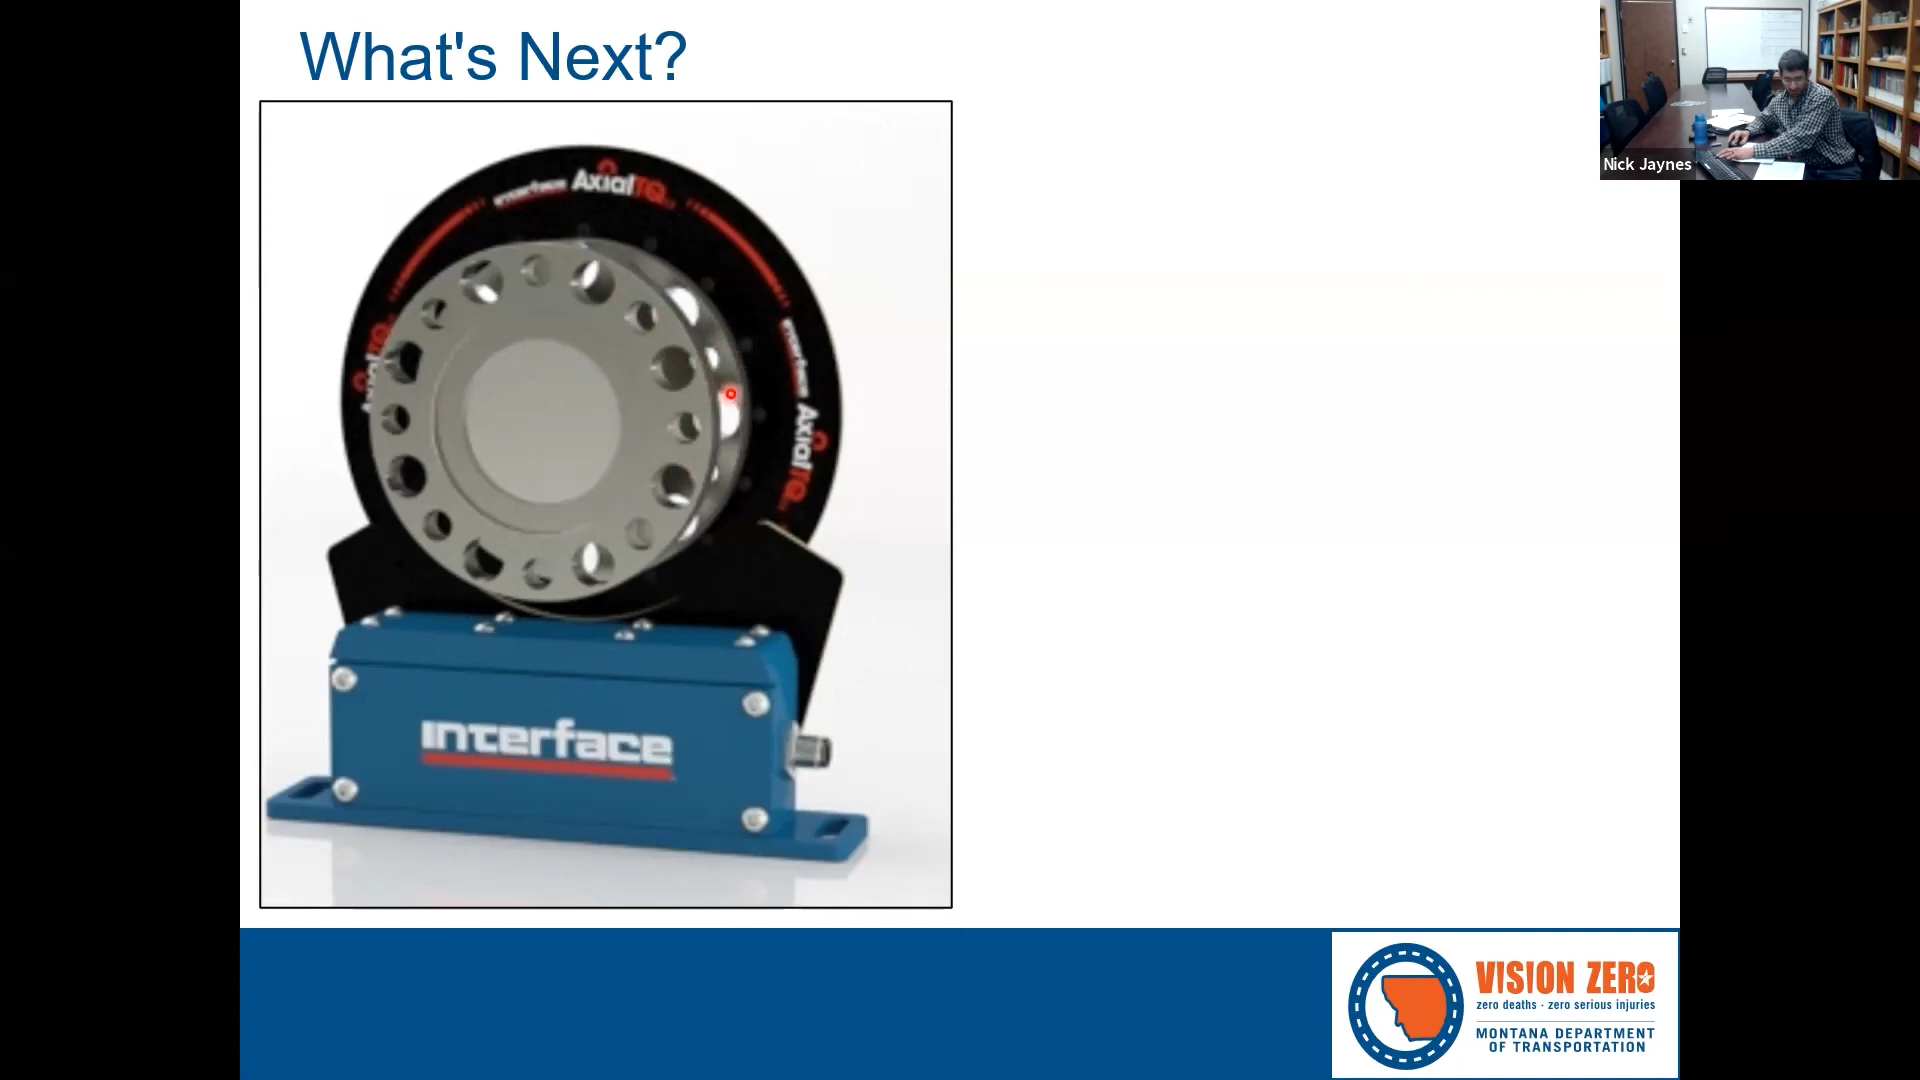 What's Next?
Nick Jaynes
interface AxialTQ
AxialTQ
interface AxialTQ
interface
VISION ZERO
zero deaths · zero serious injuries
MONTANA DEPARTMENT
OF TRANSPORTATION